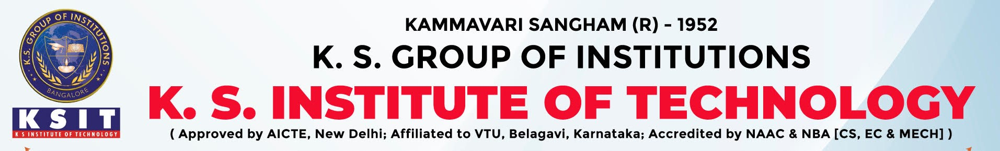 K.S. GROUP OF INSTITUTIONS
BANGALORE
KSIT
K S INSTITUTE OF TECHNOLOGY
KAMMAVARI SANGHAM (R) - 1952
K. S. GROUP OF INSTITUTIONS
K. S. INSTITUTE OF TECHNOLOGY
( Approved by AICTE, New Delhi; Affiliated to VTU, Belagavi, Karnataka; Accredited by NAAC & NBA [CS, EC & MECH] )